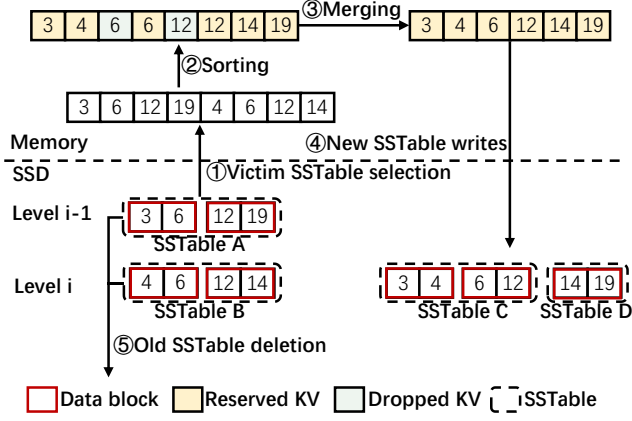 ③Merging
3 4 6 6 12 12 14 19
3 4 6 12 14 19
②Sorting
3 6 12 19 4 6 12 14
Memory
④New SSTable writes
SSD
①Victim SSTable selection
Level i-1
3 6 12 19
SSTable A
Level i
4 6 12 14
3 4 6 12
14 19
SSTable B
SSTable C
SSTable D
⑤Old SSTable deletion
Data block
Reserved KV
Dropped KV
SSTable